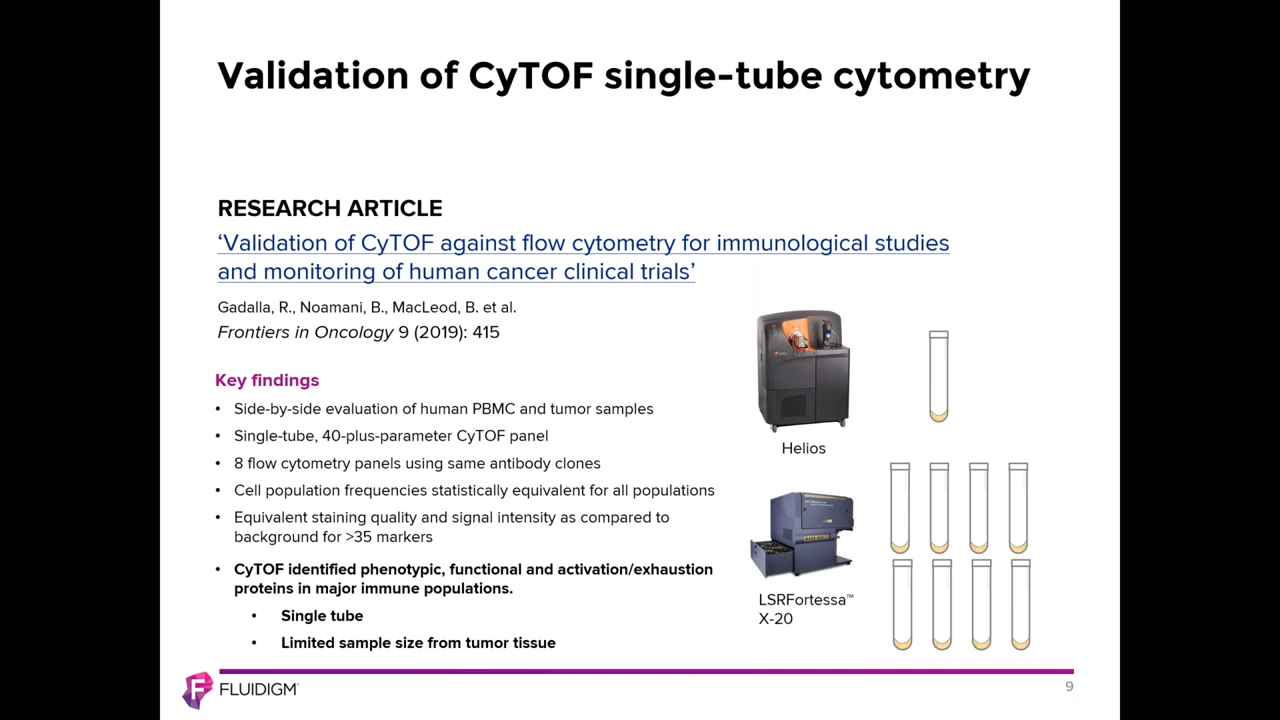 Validation of CyTOF single-tube cytometry
RESEARCH ARTICLE
‘Validation of CyTOF against flow cytometry for immunological studies
and monitoring of human cancer clinical trials’
Gadalla, R., Noamani, B., MacLeod, B. et al.
Frontiers in Oncology 9 (2019): 415
Key findings
• Side-by-side evaluation of human PBMC and tumor samples
• Single-tube, 40-plus-parameter CyTOF panel
• 8 flow cytometry panels using same antibody clones
• Cell population frequencies statistically equivalent for all populations
• Equivalent staining quality and signal intensity as compared to
background for >35 markers
• CyTOF identified phenotypic, functional and activation/exhaustion
proteins in major immune populations.
• Single tube
• Limited sample size from tumor tissue
Helios
LSRFortessa™
X-20
FLUIDIGM
9